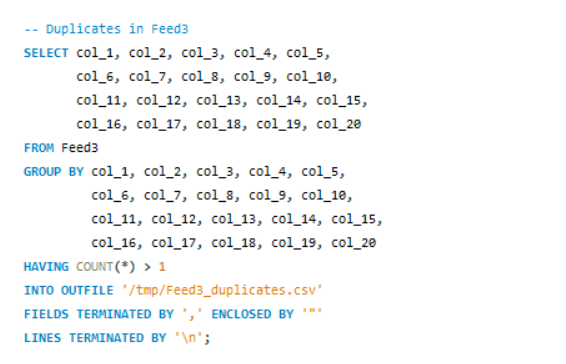 -- Duplicates in Feed3
SELECT col_1, col_2, col_3, col_4, col_5,
col_6, col_7, col_8, col_9, col_10,
col_11, col_12, col_13, col_14, col_15,
col_16, col_17, col_18, col_19, col_20
FROM Feed3
GROUP BY col_1, col_2, col_3, col_4, col_5,
col_6, col_7, col_8, col_9, col_10,
col_11, col_12, col_13, col_14, col_15,
col_16, col_17, col_18, col_19, col_20
HAVING COUNT(*) > 1
INTO OUTFILE '/tmp/Feed3_duplicates.csv'
FIELDS TERMINATED BY ',' ENCLOSED BY '"'
LINES TERMINATED BY '\n';